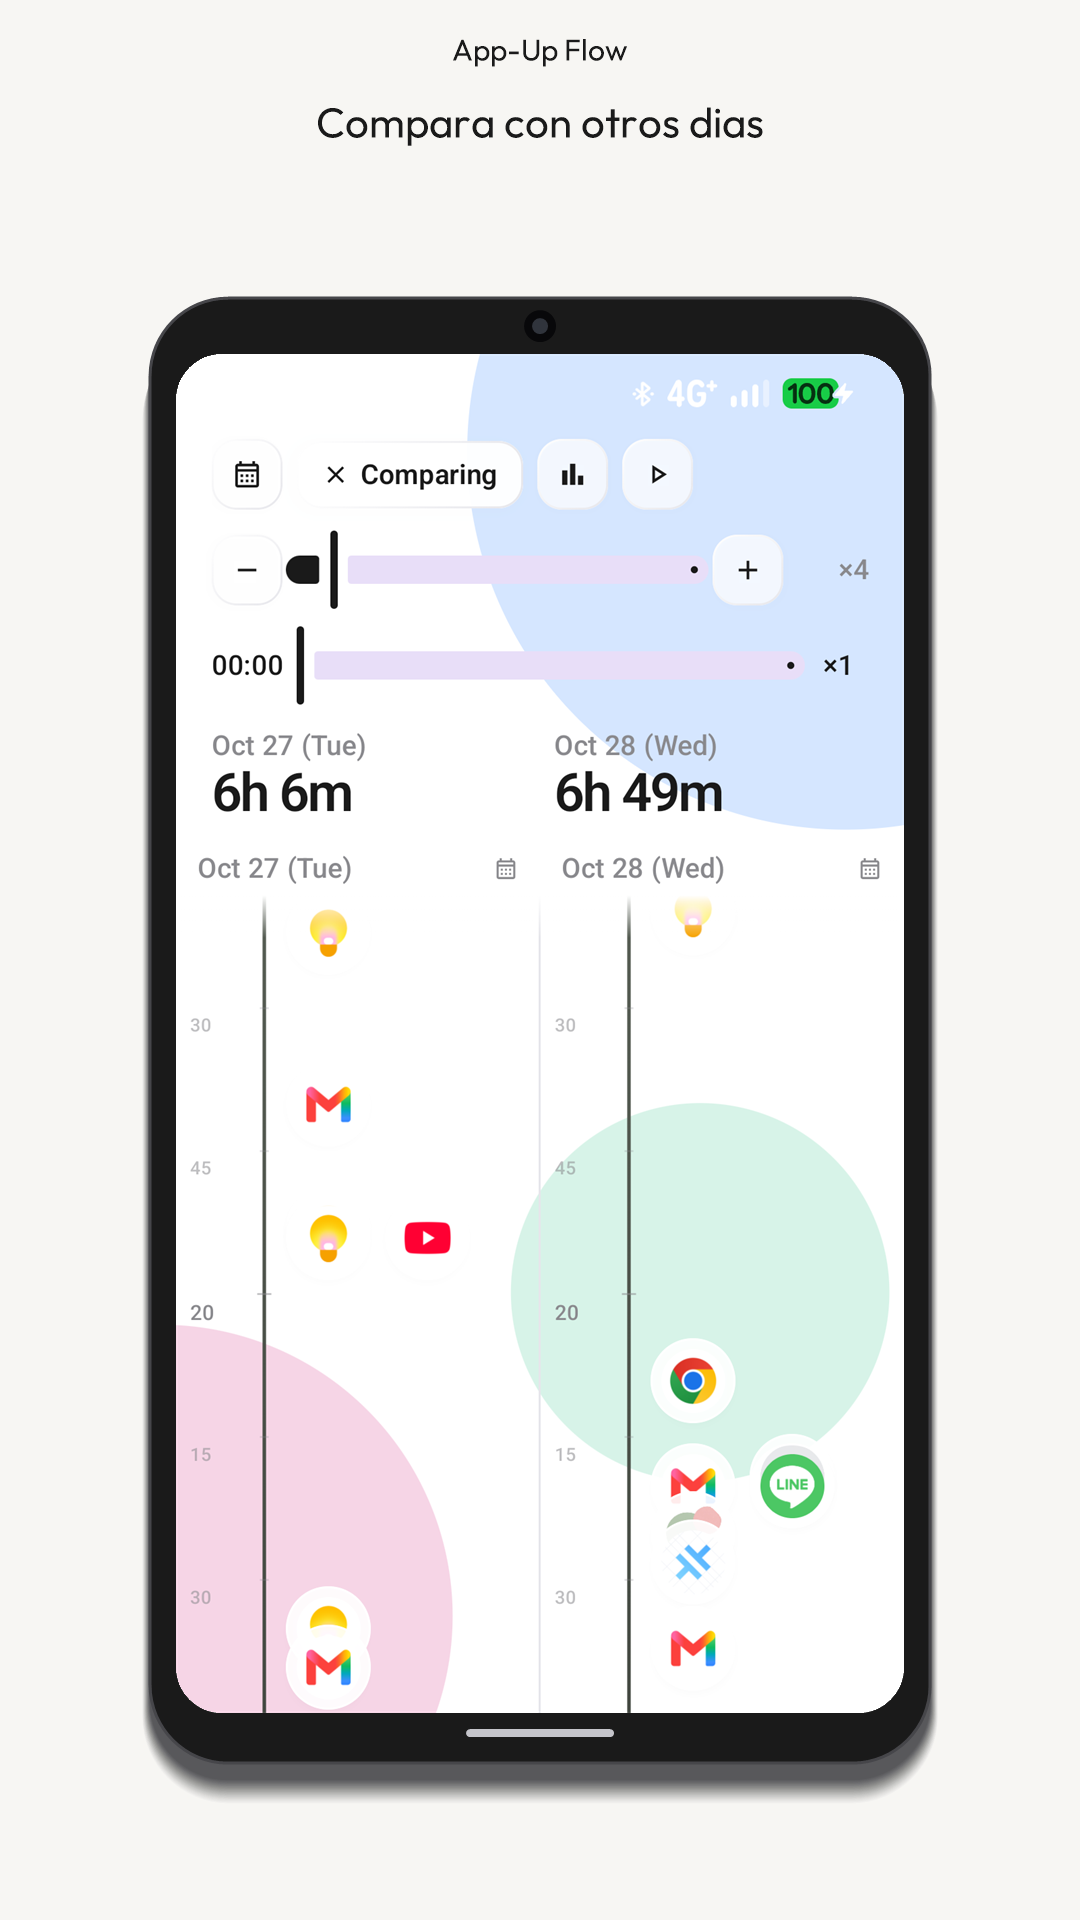 App-Up Flow
Compara con otros dias
4G+ 100
Comparing
×4
00:00 ×1
Oct 27 (Tue) Oct 28 (Wed)
6h 6m 6h 49m
Oct 27 (Tue) Oct 28 (Wed)
30 30
45 45
20 20
15 15
LINE
30 30